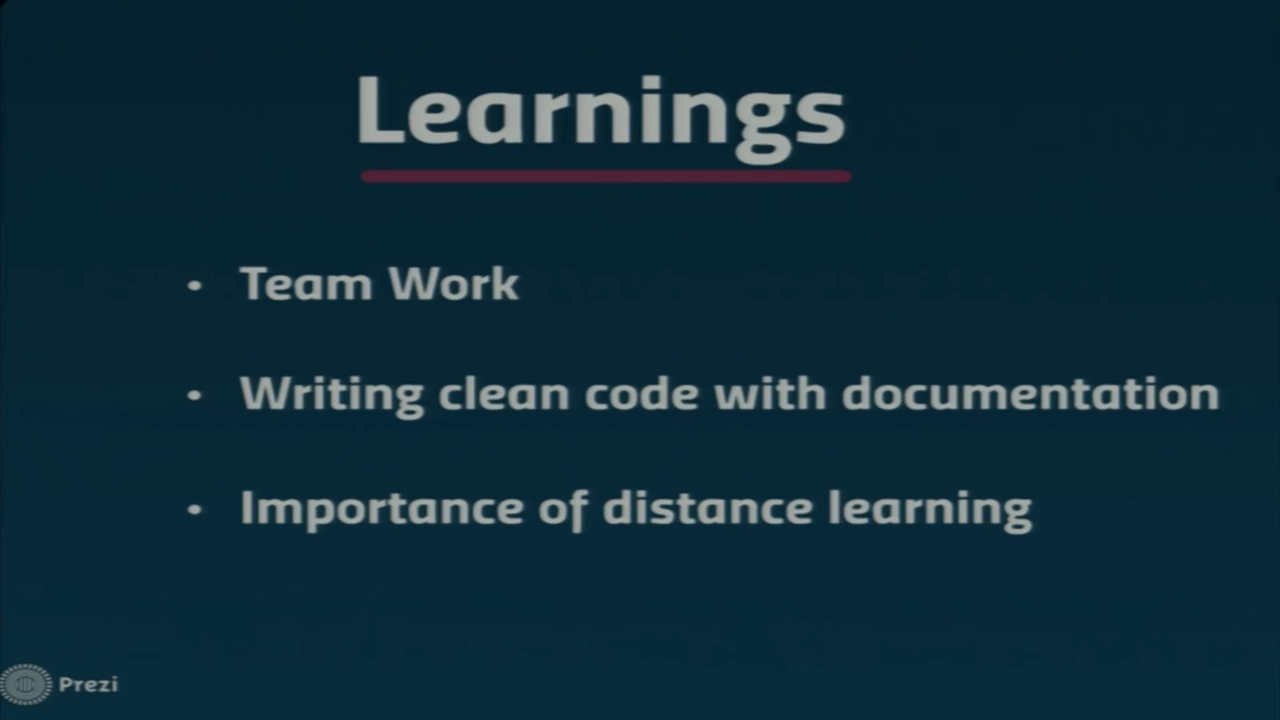 Learnings
• Team Work
• Writing clean code with documentation
• Importance of distance learning
Prezi